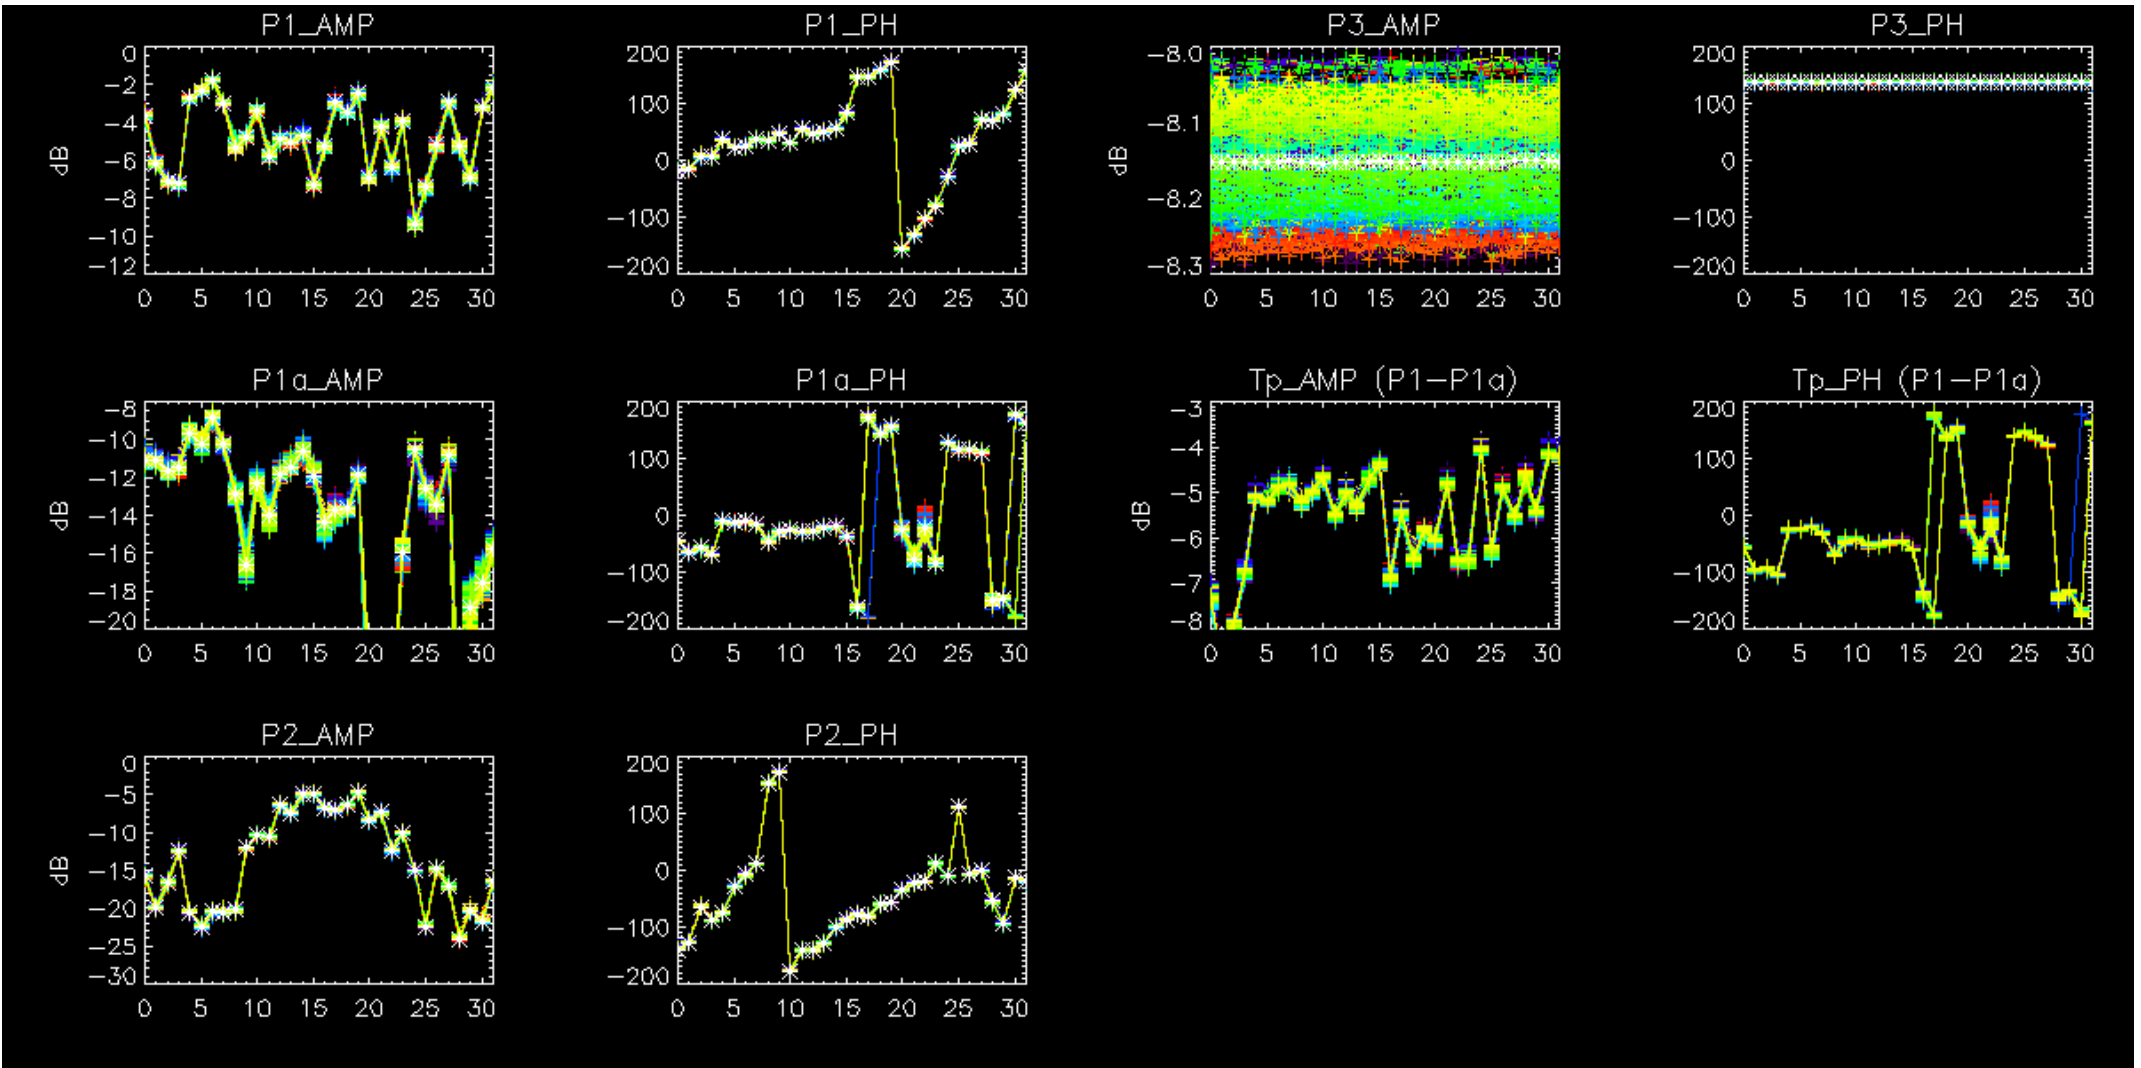 P1_AMP
dB
0
-2
-4
-6
-8
-10
-12
0 5 10 15 20 25 30
P1_PH
200
100
0
-100
-200
0 5 10 15 20 25 30
P3_AMP
dB
-8.0
-8.1
-8.2
-8.3
0 5 10 15 20 25 30
P3_PH
200
100
0
-100
-200
0 5 10 15 20 25 30
P1a_AMP
dB
-8
-10
-12
-14
-16
-18
-20
0 5 10 15 20 25 30
P1a_PH
200
100
0
-100
-200
0 5 10 15 20 25 30
Tp_AMP (P1-P1a)
dB
-3
-4
-5
-6
-7
-8
0 5 10 15 20 25 30
Tp_PH (P1-P1a)
200
100
0
-100
-200
0 5 10 15 20 25 30
P2_AMP
dB
0
-5
-10
-15
-20
-25
-30
0 5 10 15 20 25 30
P2_PH
200
100
0
-100
-200
0 5 10 15 20 25 30